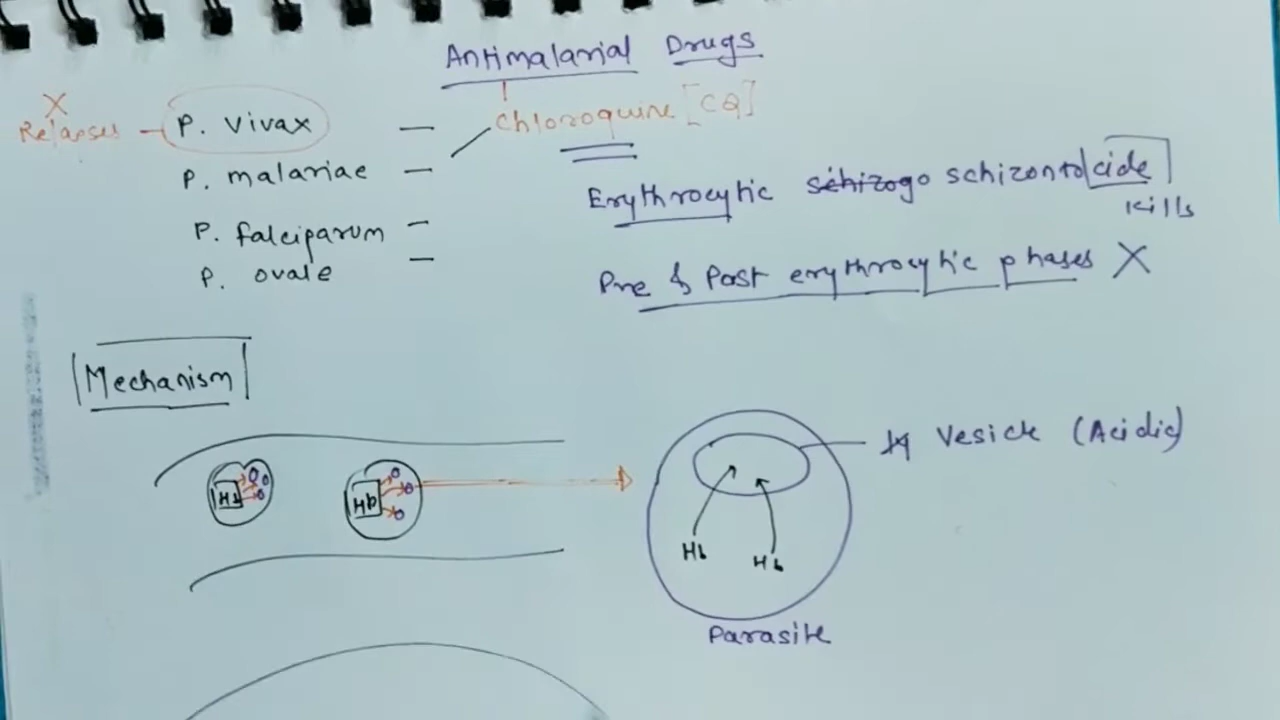 Antimalarial Drugs
X
Relapses — P. vivax —
Chloroquine [CQ]
P. malariae —
Erythrocytic schizogo schizontocide
kills
P. falciparum —
P. ovale —
Pre & Post erythrocytic phases X
Mechanism
Vesicle (Acidic)
Hb Hb
Hb Hb
Parasite